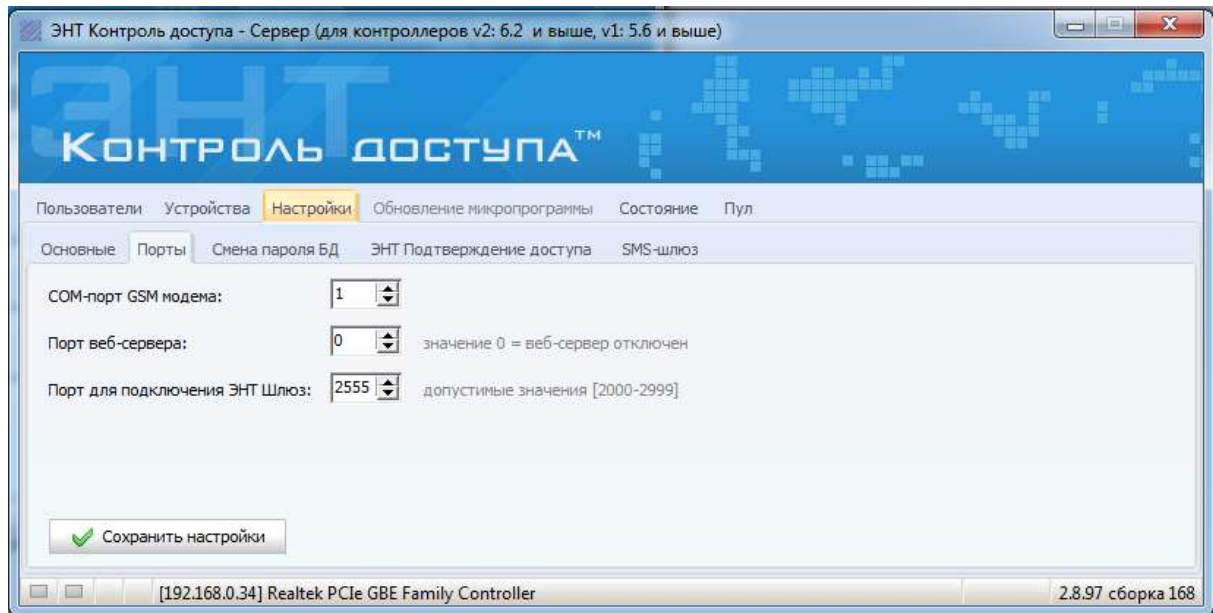 ЭНТ Контроль доступа - Сервер (для контроллеров v2: 6.2 и выше, v1: 5.6 и выше)
ЭНТ
КОНТРОЛЬ ДОСТУПА™
Пользователи Устройства Настройки Обновление микропрограммы Состояние Пул
Основные Порты Смена пароля БД ЭНТ Подтверждение доступа SMS-шлюз
COM-порт GSM модема: 1
Порт веб-сервера: 0 значение 0 = веб-сервер отключен
Порт для подключения ЭНТ Шлюз: 2555 допустимые значения [2000-2999]
Сохранить настройки
[192.168.0.34] Realtek PCIe GBE Family Controller 2.8.97 сборка 168